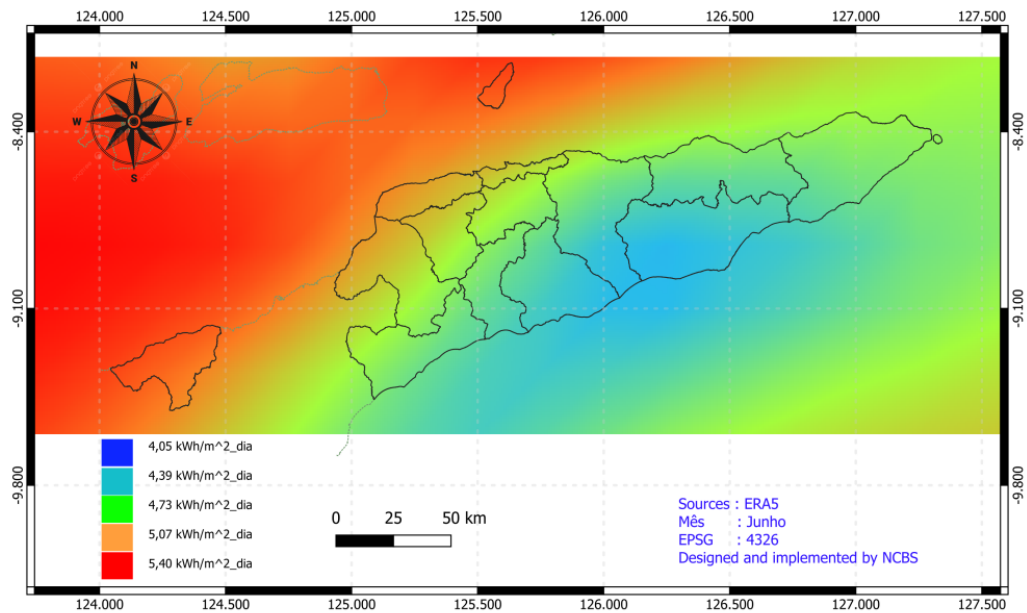 124.000 124.500 125.000 125.500 126.000 126.500 127.000 127.500
N
W E
S
-8.400 -8.400
-9.100 -9.100
-9.800 -9.800
4,05 kWh/m^2_dia
4,39 kWh/m^2_dia
4,73 kWh/m^2_dia
5,07 kWh/m^2_dia
5,40 kWh/m^2_dia
0 25 50 km
Sources : ERA5
Mês : Junho
EPSG : 4326
Designed and implemented by NCBS
124.000 124.500 125.000 125.500 126.000 126.500 127.000 127.500